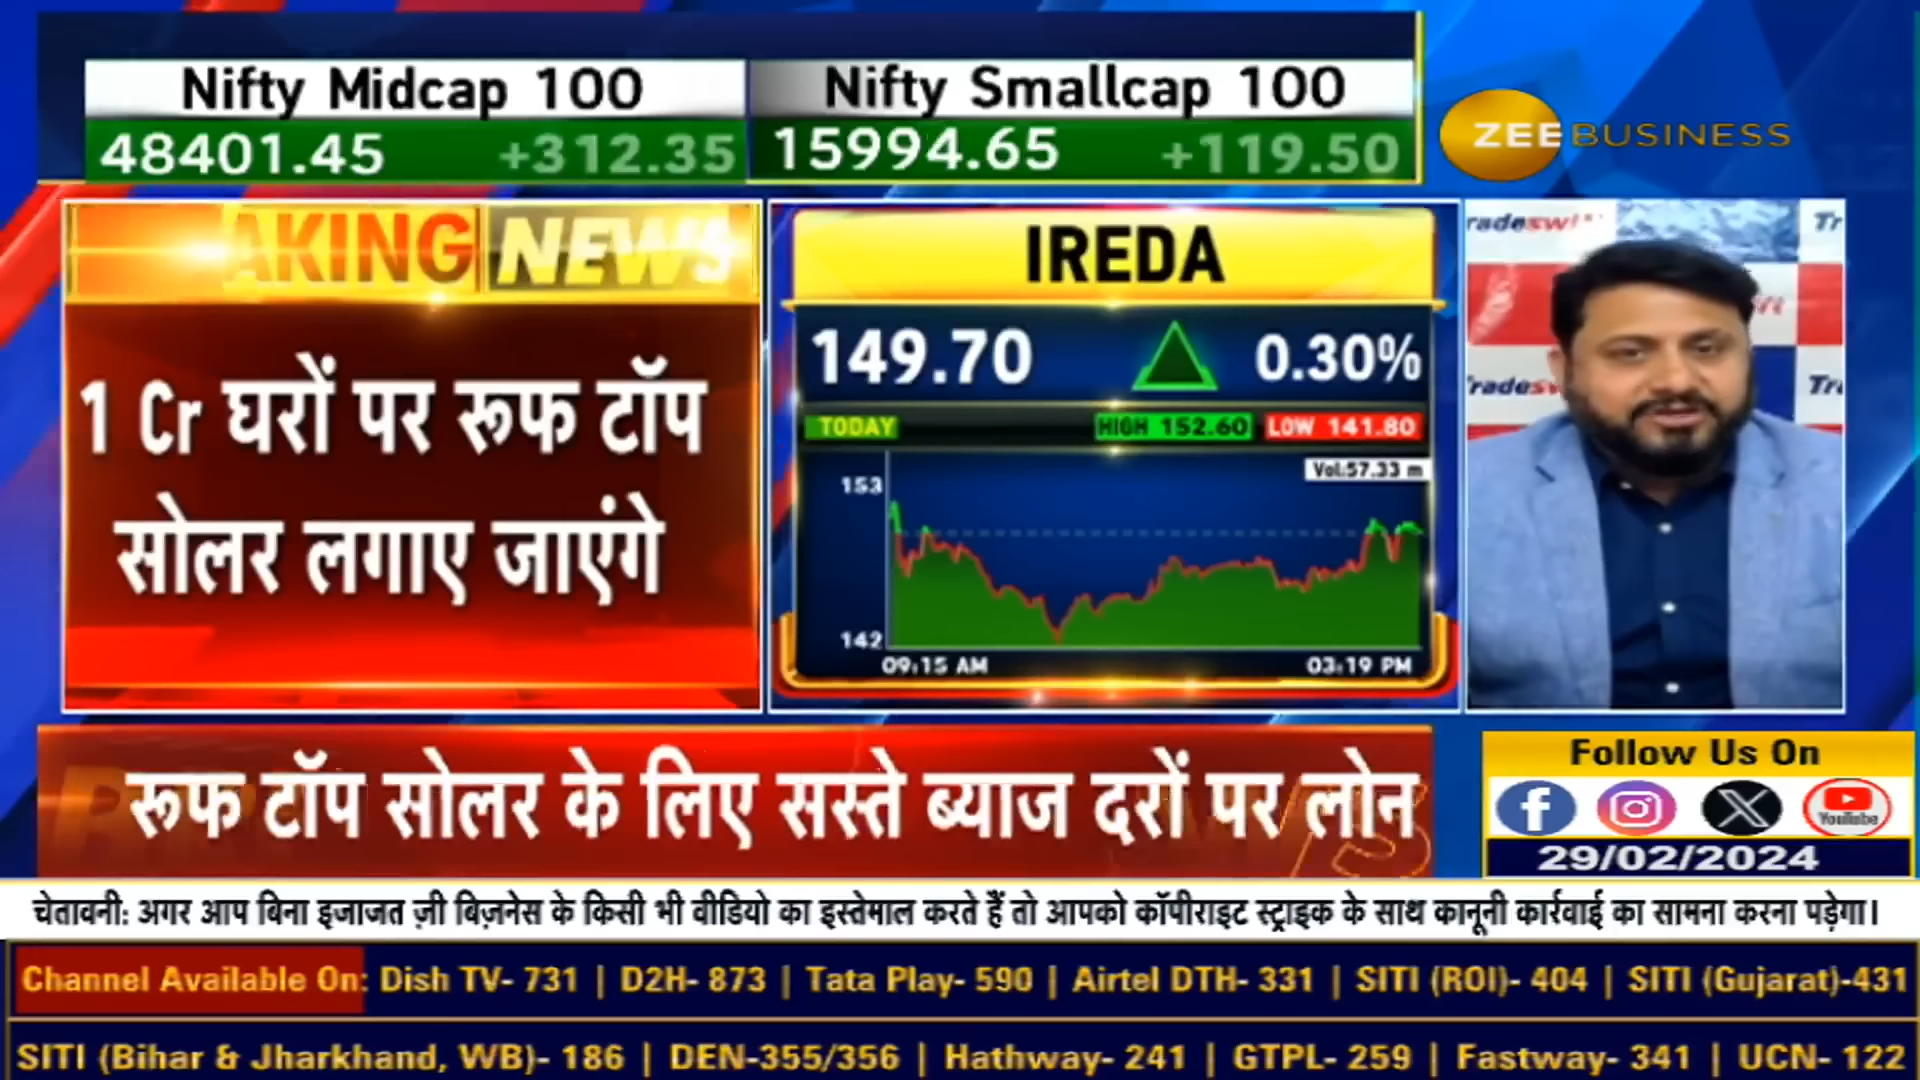 Nifty Midcap 100
48401.45 +312.35
Nifty Smallcap 100
15994.65 +119.50
ZEE BUSINESS
AKING NEWS
1 Cr घरों पर रूफ टॉप
सोलर लगाए जाएंगे
IREDA
149.70 0.30%
TODAY HIGH 152.60 LOW 141.80
Vol:57.33 m
153
142
09:15 AM 03:19 PM
radeswi Tr
radesw Tra
रूफ टॉप सोलर के लिए सस्ते ब्याज दरों पर लोन
Follow Us On
YouTube
29/02/2024
चेतावनी: अगर आप बिना इजाजत ज़ी बिज़नेस के किसी भी वीडियो का इस्तेमाल करते हैं तो आपको कॉपीराइट स्ट्राइक के साथ कानूनी कार्रवाई का सामना करना पड़ेगा।
Channel Available On: Dish TV- 731 | D2H- 873 | Tata Play- 590 | Airtel DTH- 331 | SITI (ROI)- 404 | SITI (Gujarat)-431
SITI (Bihar & Jharkhand, WB)- 186 | DEN-355/356 | Hathway- 241 | GTPL- 259 | Fastway- 341 | UCN- 122